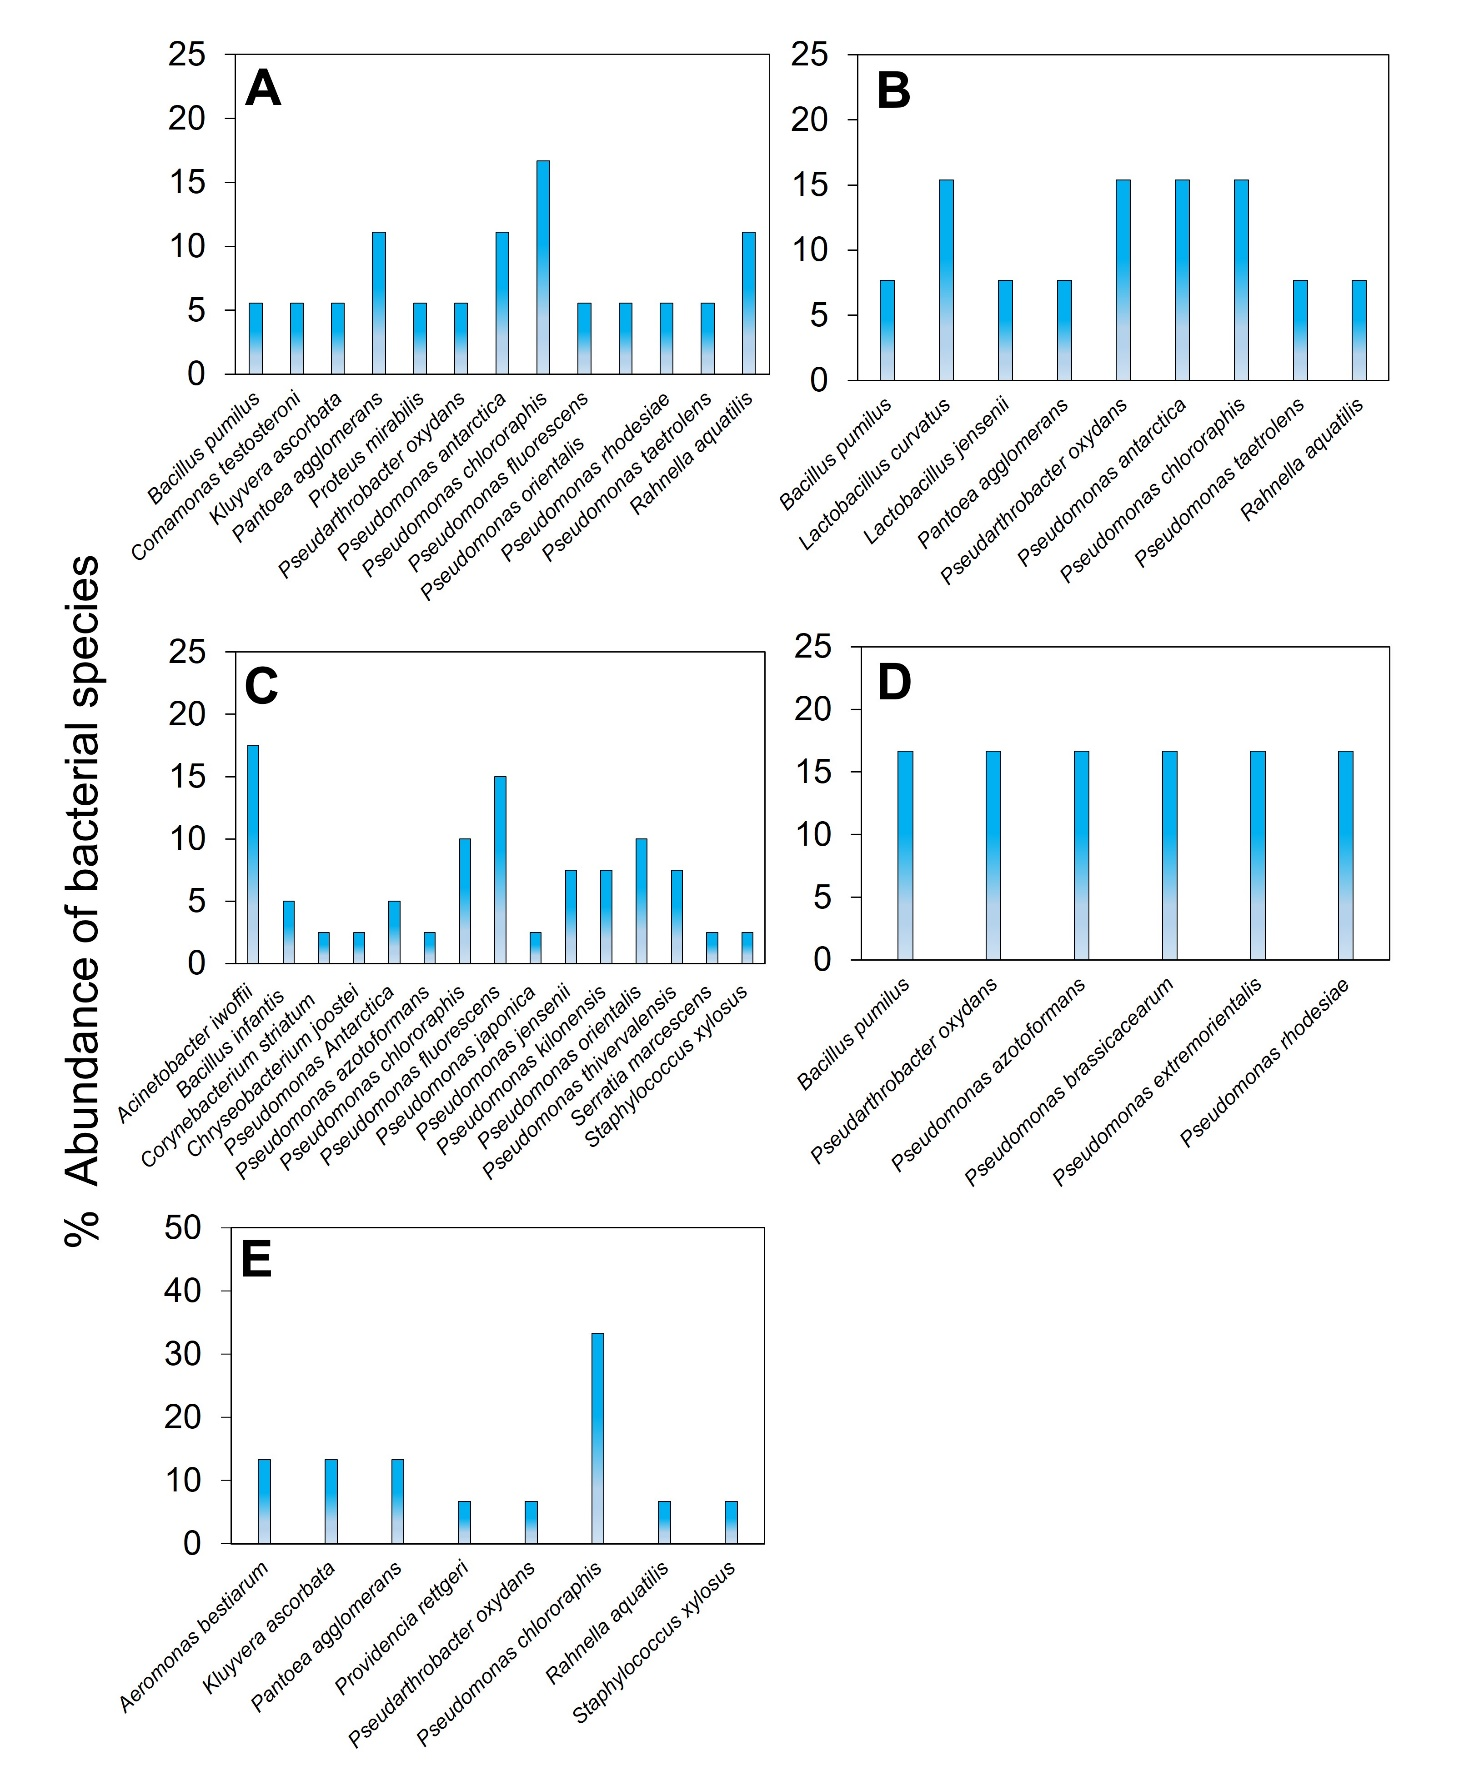 % Abundance of bacterial species
A
25
20
15
10
5
0
Bacillus pumilus
Comamonas testosteroni
Kluyvera ascorbata
Pantoea agglomerans
Proteus mirabilis
Pseudarthrobacter oxydans
Pseudomonas antarctica
Pseudomonas chlororaphis
Pseudomonas fluorescens
Pseudomonas orientalis
Pseudomonas rhodesiae
Pseudomonas taetrolens
Rahnella aquatilis
B
25
20
15
10
5
0
Bacillus pumilus
Lactobacillus curvatus
Lactobacillus jensenii
Pantoea agglomerans
Pseudarthrobacter oxydans
Pseudomonas antarctica
Pseudomonas chloraphis
Pseudomonas taetrolens
Rahnella aquatilis
C
25
20
15
10
5
0
Acinetobacter iwoffii
Bacillus infantis
Corynebacterium striatum
Chryseobacterium joostei
Pseudomonas Antarctica
Pseudomonas azotoformans
Pseudomonas chloraphis
Pseudomonas fluorescens
Pseudomonas japonica
Pseudomonas jensenii
Pseudomonas kilonensis
Pseudomonas orientalis
Pseudomonas thivervalensis
Serratia marcescens
Staphylococcus xylosus
D
25
20
15
10
5
0
Bacillus pumilus
Pseudarthrobacter oxydans
Pseudomonas azotoformans
Pseudomonas brassicacearum
Pseudomonas extremorientalis
Pseudomonas rhodesiae
E
50
40
30
20
10
0
Aeromonas bestiarum
Kluyvera ascorbata
Pantoea agglomerans
Providencia rettgeri
Pseudarthrobacter oxydans
Pseudomonas chlororaphis
Rahnella aquatilis
Staphylococcus xylosus